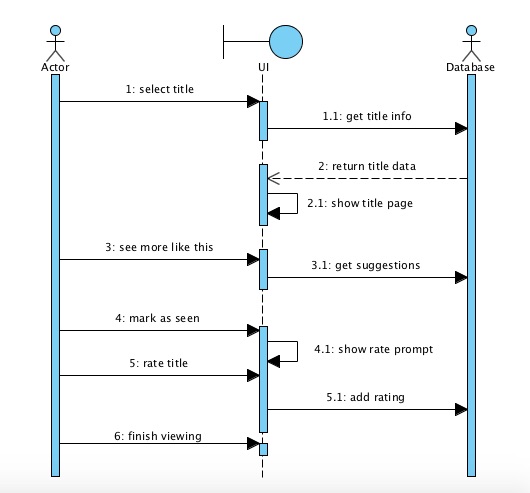 Actor
UI
Database
1: select title
1.1: get title info
2: return title data
2.1: show title page
3: see more like this
3.1: get suggestions
4: mark as seen
4.1: show rate prompt
5: rate title
5.1: add rating
6: finish viewing